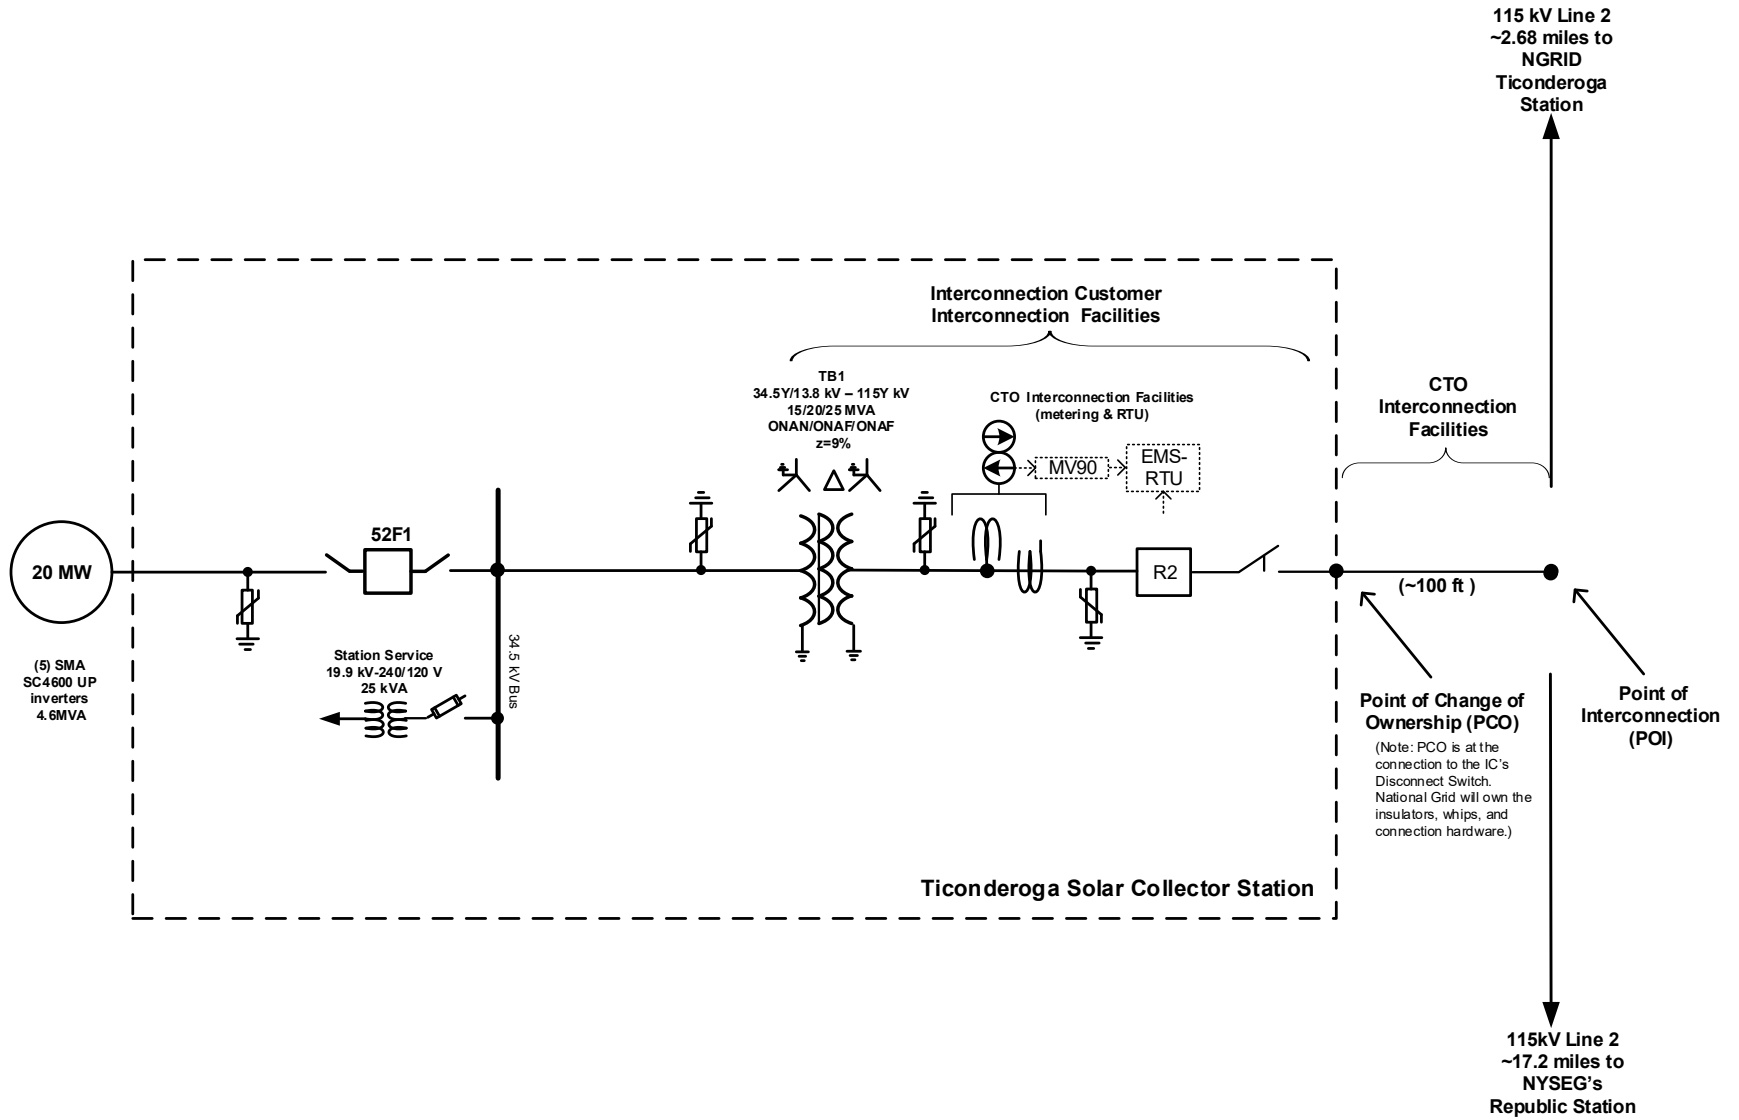 115 kV Line 2
~2.68 miles to
NGRID
Ticonderoga
Station
Interconnection Customer
Interconnection Facilities
TB1
34.5Y/13.8 kV – 115Y kV
15/20/25 MVA
ONAN/ONAF/ONAF
z=9%
CTO Interconnection Facilities
(metering & RTU)
MV90
EMS-
RTU
CTO
Interconnection
Facilities
20 MW
52F1
R2
(~100 ft )
(5) SMA
SC4600 UP
inverters
4.6MVA
Station Service
19.9 kV-240/120 V
25 kVA
34.5 kV Bus
Point of Change of
Ownership (PCO)
(Note: PCO is at the
connection to the IC's
Disconnect Switch.
National Grid will own the
insulators, whips, and
connection hardware.)
Point of
Interconnection
(POI)
Ticonderoga Solar Collector Station
115kV Line 2
~17.2 miles to
NYSEG's
Republic Station